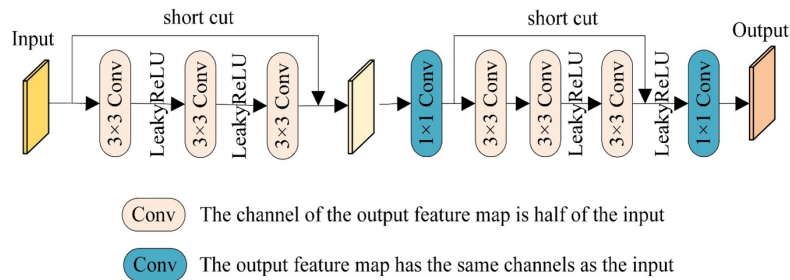 short cut
short cut
Input
Output
3×3 Conv
LeakyReLU
3×3 Conv
LeakyReLU
3×3 Conv
1×1 Conv
3×3 Conv
3×3 Conv
LeakyReLU
3×3 Conv
LeakyReLU
1×1 Conv
Conv The channel of the output feature map is half of the input
Conv The output feature map has the same channels as the input